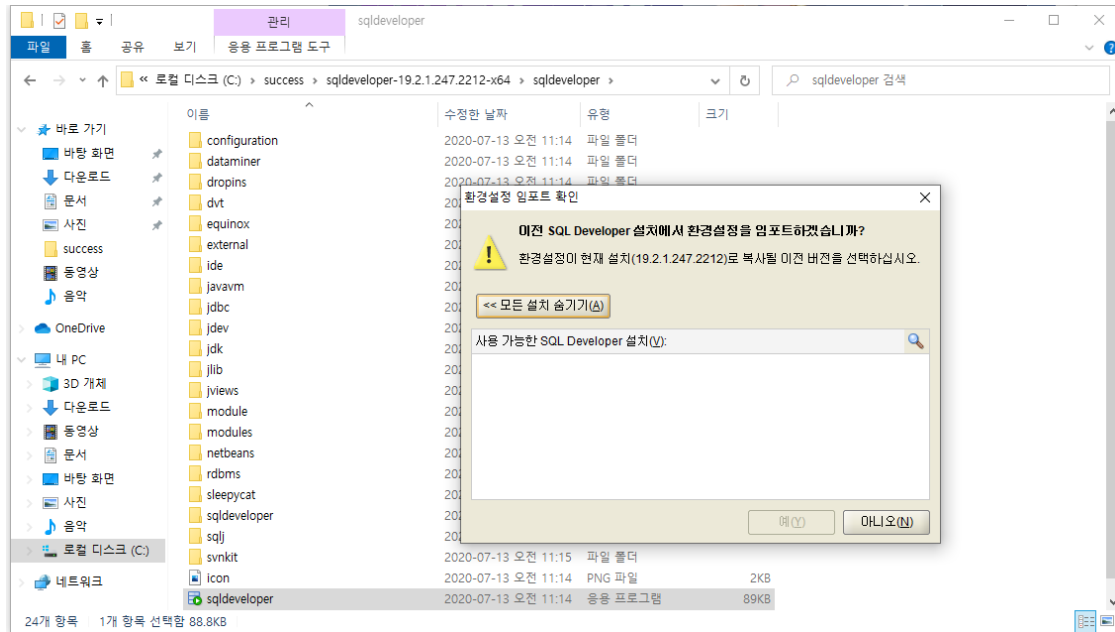 관리
sqldeveloper
파일
홈
공유
보기
응용 프로그램 도구
« 로컬 디스크 (C:) > success > sqldeveloper-19.2.1.247.2212-x64 > sqldeveloper >
sqldeveloper 검색
바로 가기
바탕 화면
다운로드
문서
사진
success
동영상
음악
OneDrive
내 PC
3D 개체
다운로드
동영상
문서
바탕 화면
사진
음악
로컬 디스크 (C:)
네트워크
이름 수정한 날짜 유형 크기
configuration 2020-07-13 오전 11:14 파일 폴더
dataminer 2020-07-13 오전 11:14 파일 폴더
dropins 2020-07-13 오전 11:14 파일 폴더
dvt
equinox
external
ide
javavm
jdbc
jdev
jdk
jlib
jviews
module
modules
netbeans
rdbms
sleepycat
sqldeveloper
sqlj
svnkit 2020-07-13 오전 11:15 파일 폴더
icon 2020-07-13 오전 11:14 PNG 파일 2KB
sqldeveloper 2020-07-13 오전 11:14 응용 프로그램 89KB
환경설정 임포트 확인
이전 SQL Developer 설치에서 환경설정을 임포트하겠습니까?
환경설정이 현재 설치(19.2.1.247.2212)로 복사될 이전 버전을 선택하십시오.
<< 모든 설치 숨기기(A)
사용 가능한 SQL Developer 설치(V):
예(Y)
아니오(N)
24개 항목
1개 항목 선택함 88.8KB